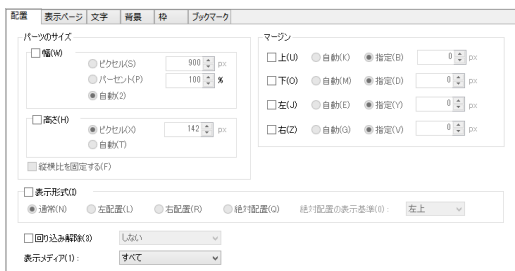 配置 表示ページ 文字 背景 枠 ブックマーク
パーツのサイズ
幅(W)
ピクセル(S) 900 px
パーセント(P) 100 %
自動(2)
高さ(H)
ピクセル(X) 142 px
自動(T)
縦横比を固定する(F)
マージン
上(U) 自動(K) 指定(B) 0 px
下(O) 自動(M) 指定(D) 0 px
左(J) 自動(E) 指定(Y) 0 px
右(Z) 自動(G) 指定(V) 0 px
表示形式(I)
通常(N) 左配置(L) 右配置(R) 絶対配置(Q) 絶対配置の表示基準(0): 左上
回り込み解除(3) しない
表示メディア(1): すべて